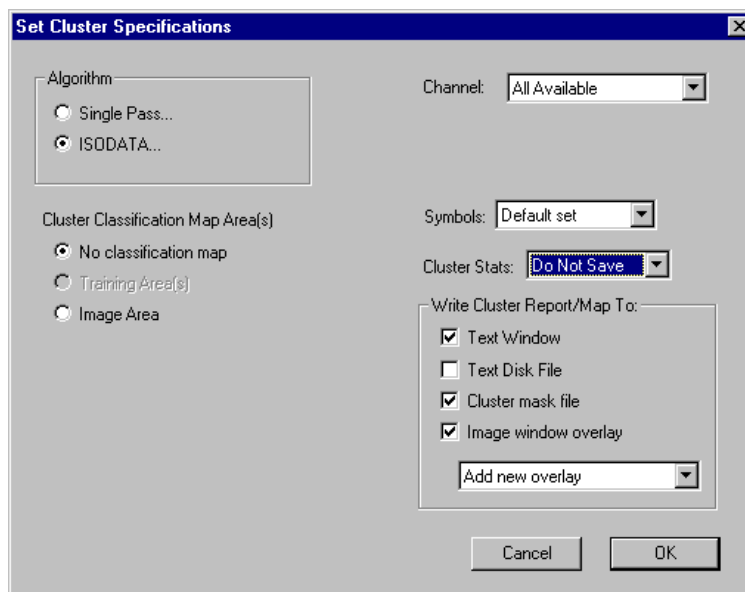 Set Cluster Specifications
Algorithm
Single Pass...
ISODATA...
Channel: All Available
Cluster Classification Map Area(s)
No classification map
Training Area(s)
Image Area
Symbols: Default set
Cluster Stats: Do Not Save
Write Cluster Report/Map To:
Text Window
Text Disk File
Cluster mask file
Image window overlay
Add new overlay
Cancel OK